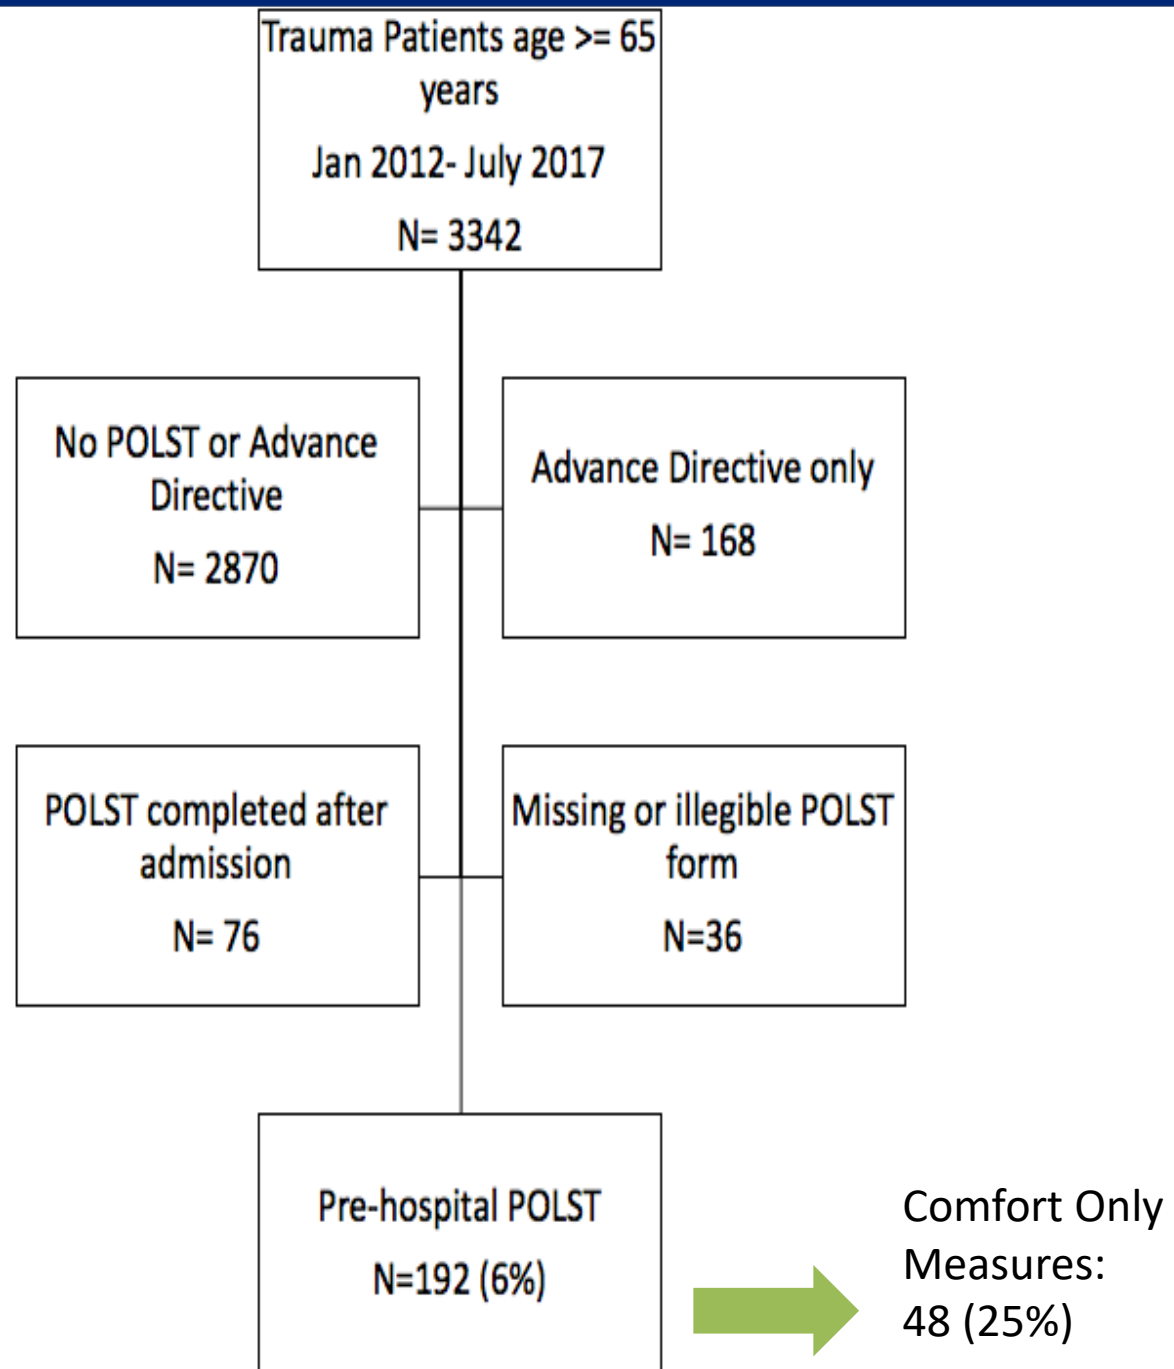 Trauma Patients age >= 65
years
Jan 2012- July 2017
N= 3342
No POLST or Advance
Directive
N= 2870
Advance Directive only
N= 168
POLST completed after
admission
N= 76
Missing or illegible POLST
form
N=36
Pre-hospital POLST
N=192 (6%)
Comfort Only
Measures:
48 (25%)